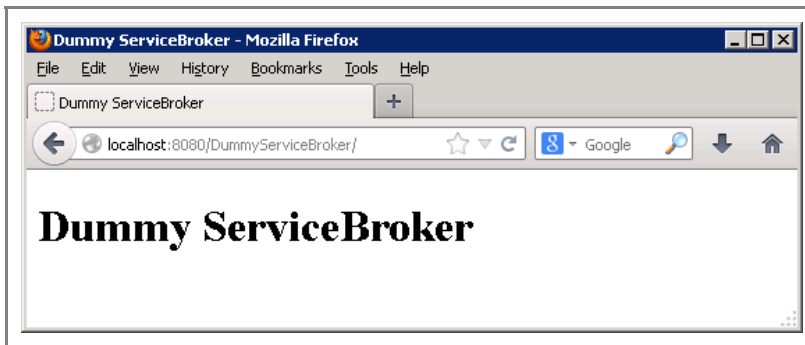 Dummy ServiceBroker - Mozilla Firefox
File Edit View History Bookmarks Tools Help
Dummy ServiceBroker +
localhost:8080/DummyServiceBroker/ 8 Google
Dummy ServiceBroker